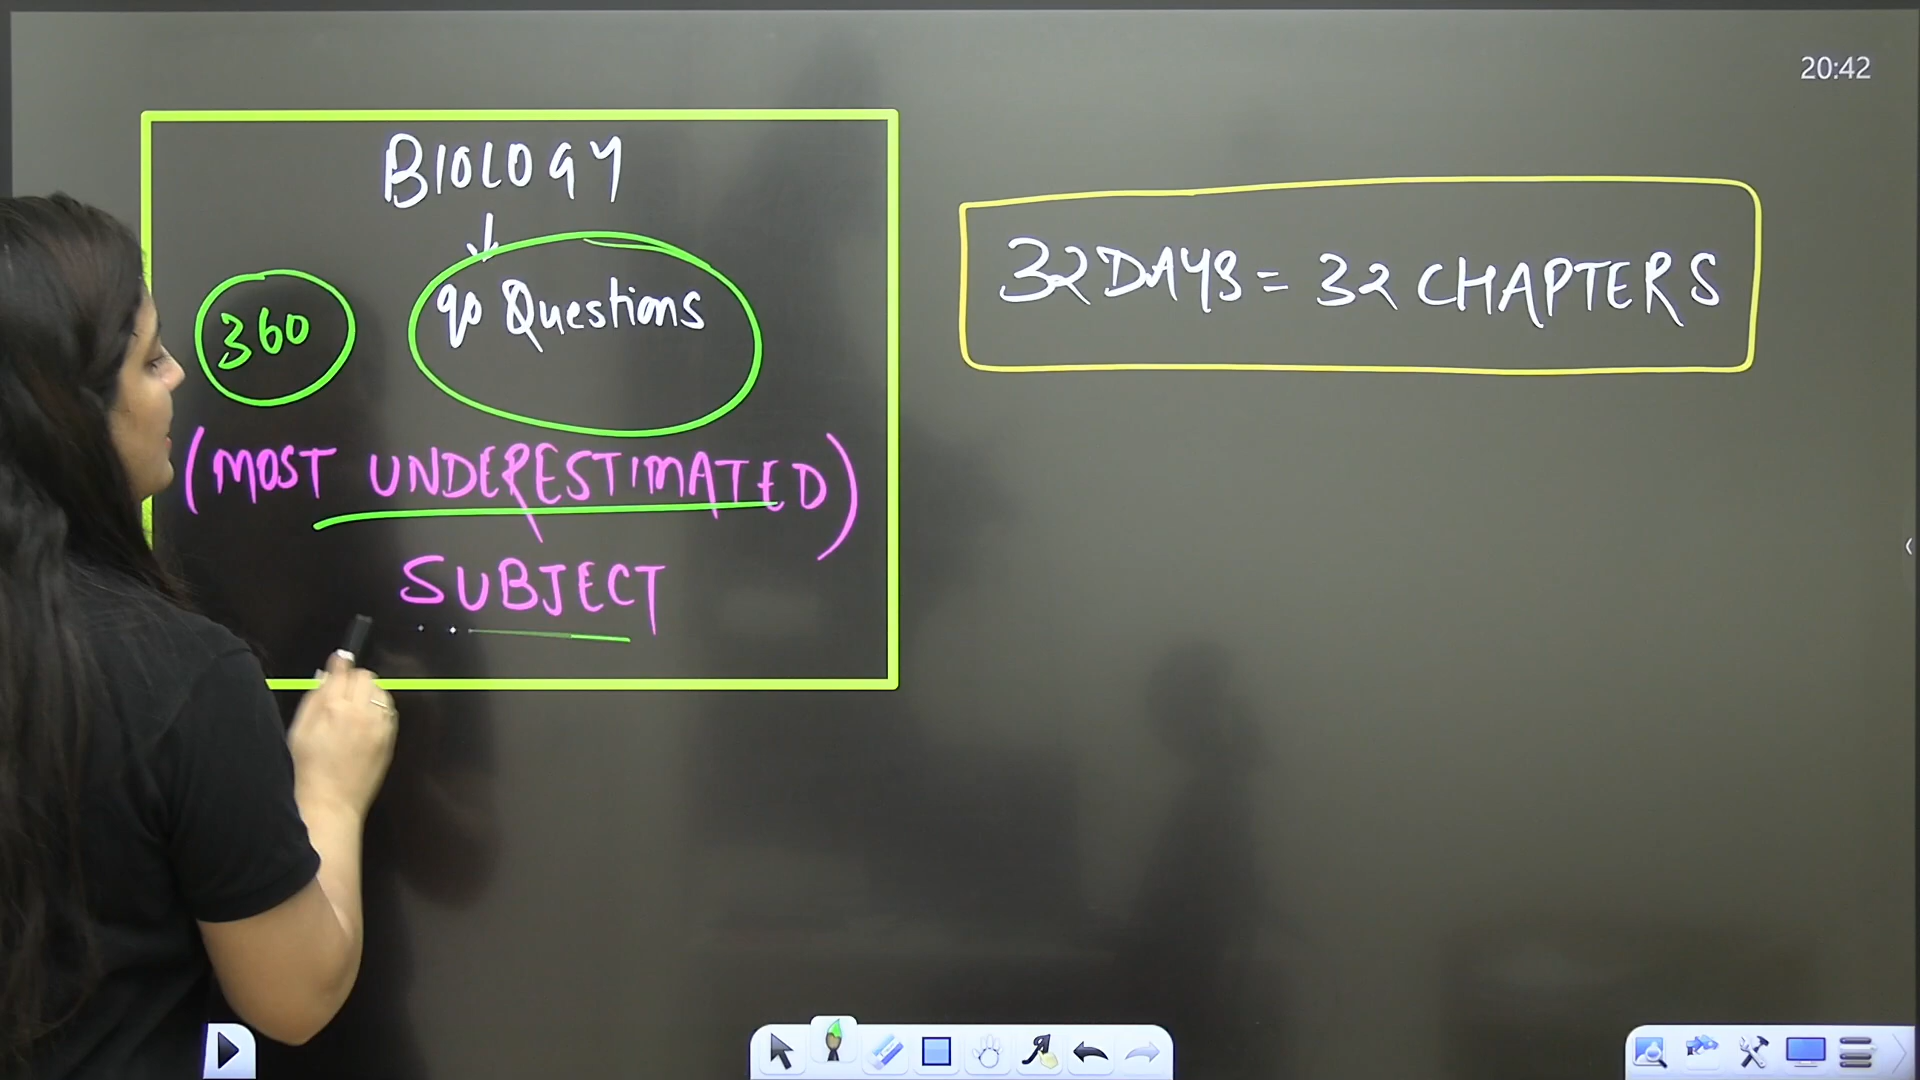 20:42
BIOLOGY
360
90 Questions
(MOST UNDERESTIMATED)
SUBJECT
32 DAYS = 32 CHAPTERS